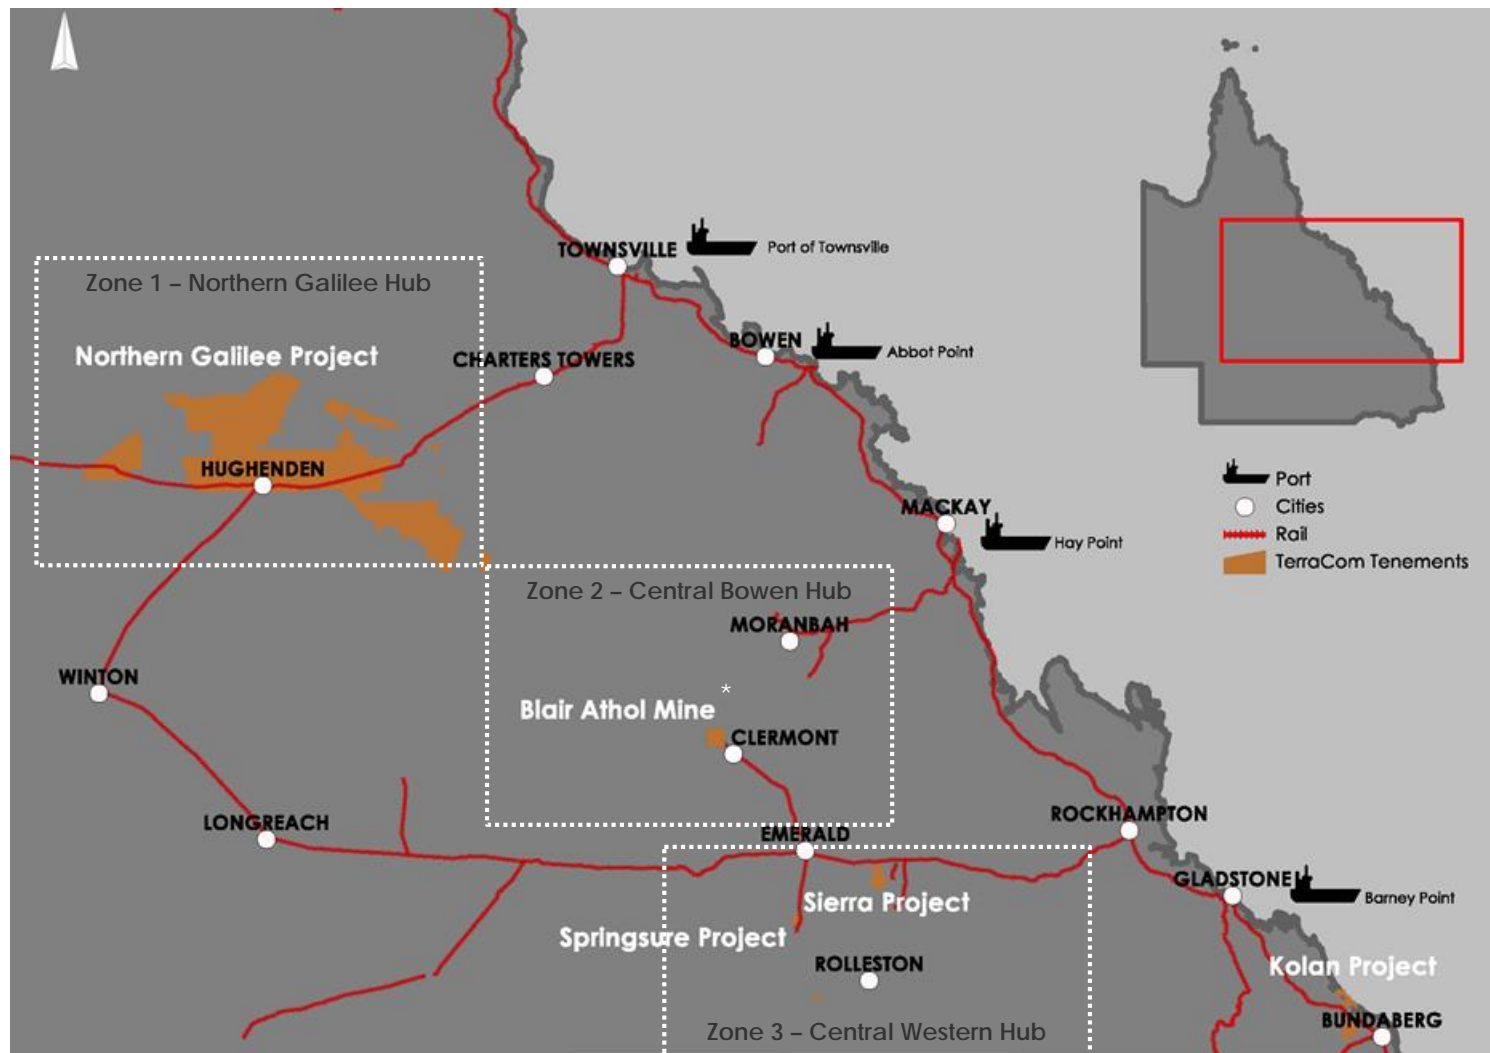 TOWNSVILLE
Port of Townsville
Zone 1 – Northern Galilee Hub
Northern Galilee Project
CHARTERS TOWERS
BOWEN
Abbot Point
HUGHENDEN
MACKAY
Hay Point
Port
Cities
Rail
TerraCom Tenements
Zone 2 – Central Bowen Hub
MORANBAH
WINTON
Blair Athol Mine *
CLERMONT
LONGREACH
EMERALD
ROCKHAMPTON
GLADSTONE
Barney Point
Sierra Project
Springsure Project
ROLLESTON
Kolan Project
BUNDABERG
Zone 3 – Central Western Hub